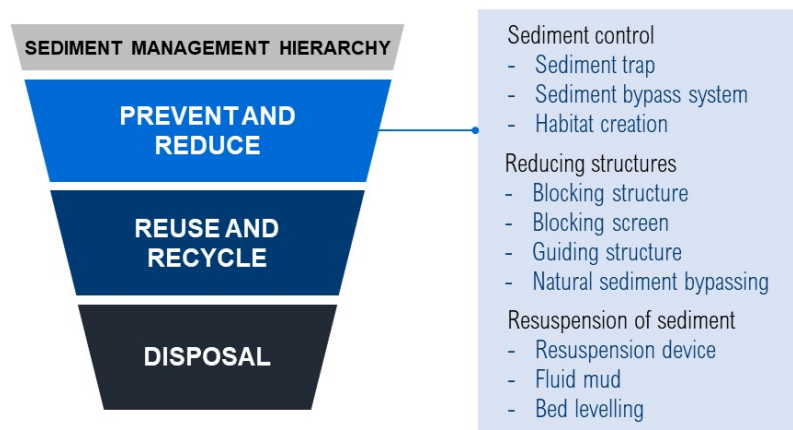 SEDIMENT MANAGEMENT HIERARCHY
PREVENT AND
REDUCE
REUSE AND
RECYCLE
DISPOSAL
Sediment control
- Sediment trap
- Sediment bypass system
- Habitat creation
Reducing structures
- Blocking structure
- Blocking screen
- Guiding structure
- Natural sediment bypassing
Resuspension of sediment
- Resuspension device
- Fluid mud
- Bed levelling